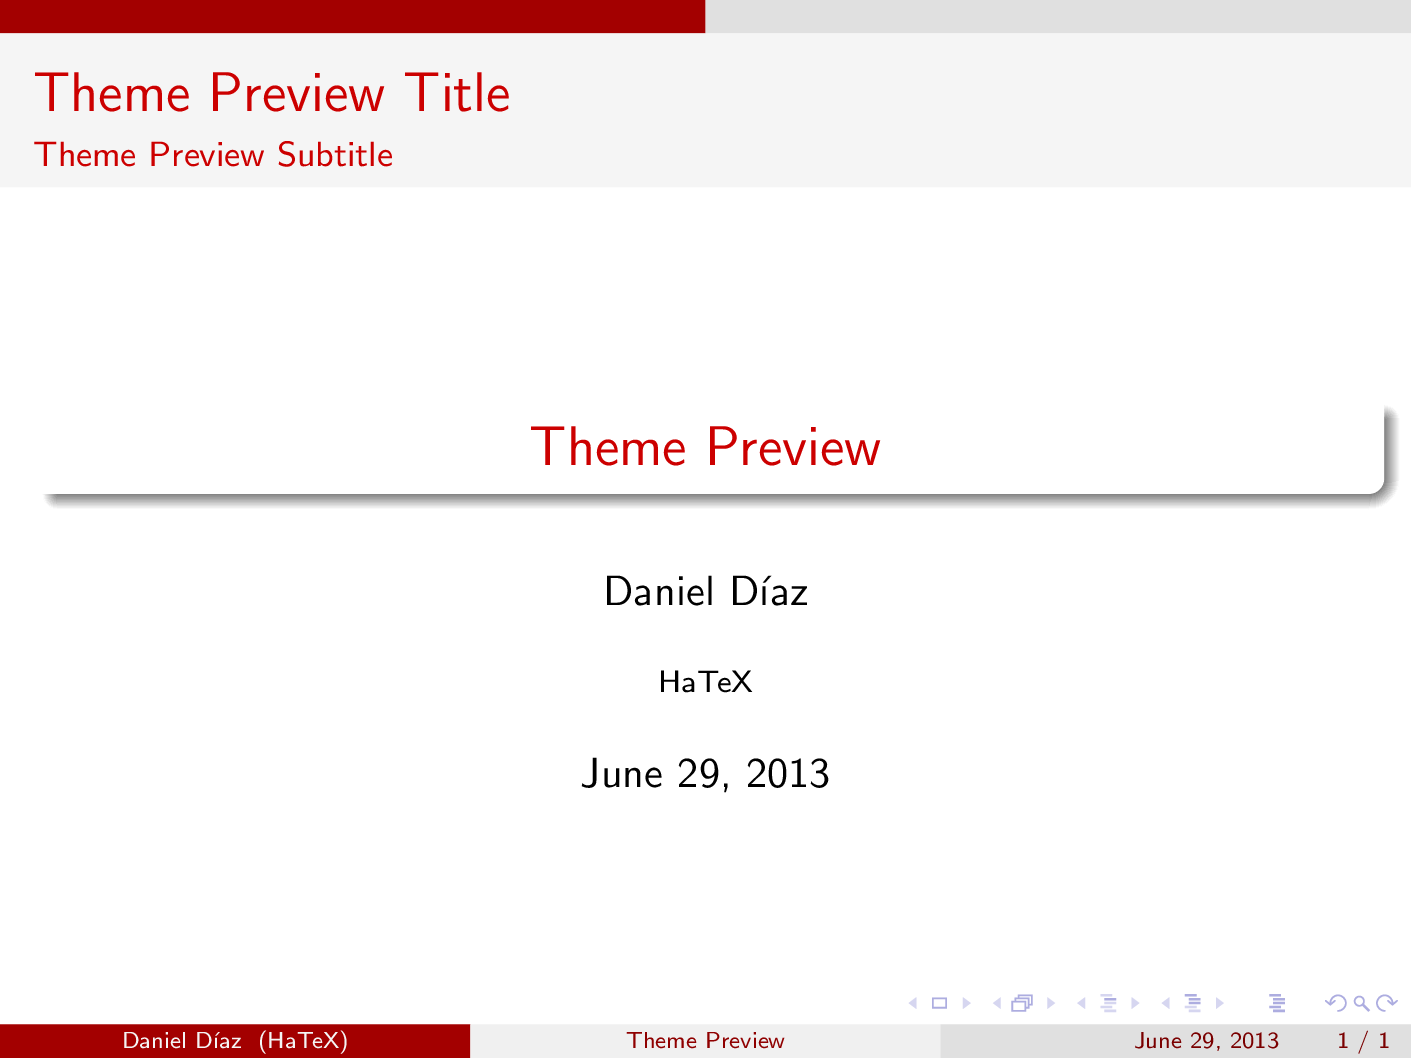 Theme Preview Title
Theme Preview Subtitle
Theme Preview
Daniel Díaz
HaTeX
June 29, 2013
Daniel Díaz (HaTeX) Theme Preview June 29, 2013 1 / 1